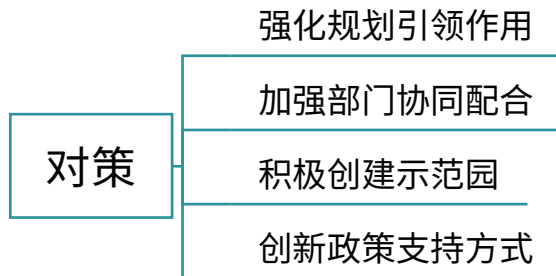 强化规划引领作用
加强部门协同配合
对策
积极创建示范园
创新政策支持方式